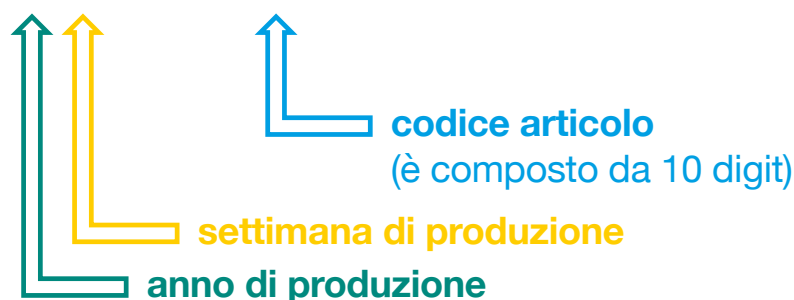 codice articolo
(è composto da 10 digit)
settimana di produzione
anno di produzione